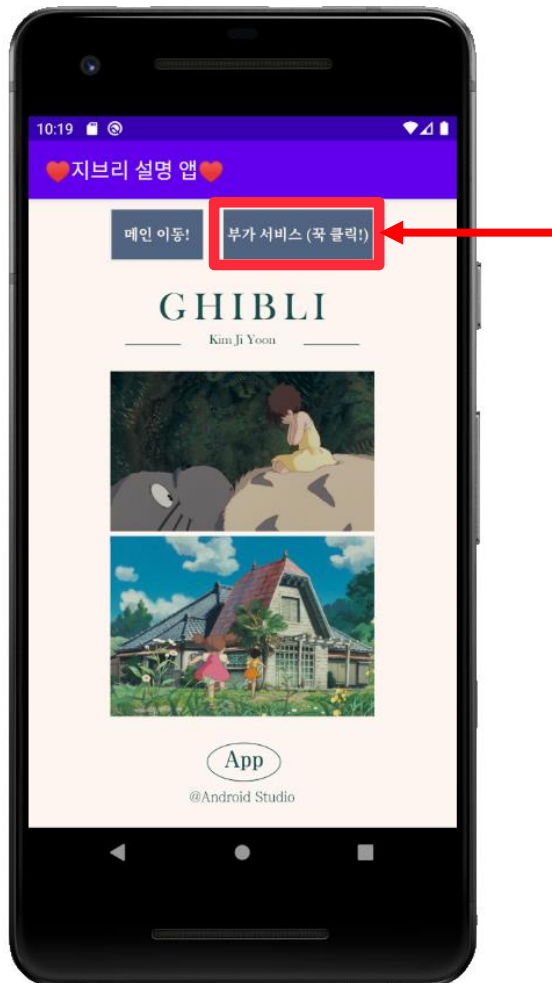 10:19
♥지브리 설명 앱♥
메인 이동!
부가 서비스 (꾹 클릭!)
GHIBLI
Kim Ji Yoon
App
@Android Studio